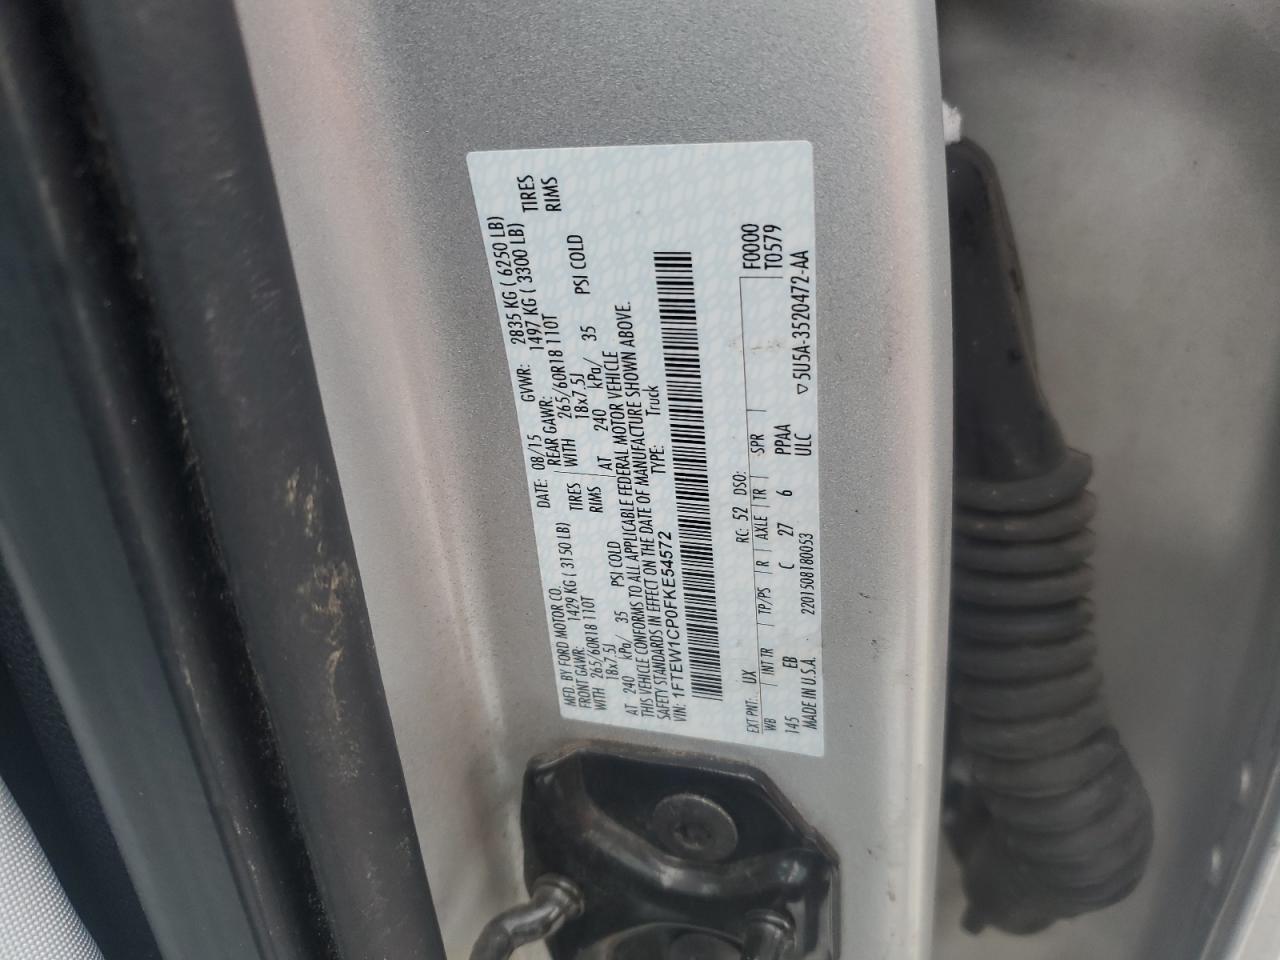 MFD. BY FORD MOTOR CO.
DATE: 08/15 GVWR: 2835 KG ( 6250 LB)
FRONT GAWR: 1429 KG ( 3150 LB) REAR GAWR: 1497 KG ( 3300 LB)
WITH 265/60R18 110T TIRES WITH 265/60R18 110T TIRES
18x7.5J RIMS 18x7.5J RIMS
AT 240 kPa/ 35 PSI COLD AT 240 kPa/ 35 PSI COLD
THIS VEHICLE CONFORMS TO ALL APPLICABLE FEDERAL MOTOR VEHICLE
SAFETY STANDARDS IN EFFECT ON THE DATE OF MANUFACTURE SHOWN ABOVE.
VIN: 1FTEW1CP0FKE54572 TYPE: Truck
EXT PNT: UX RC: 52 DSO: F0000
WB INT TR TP/PS R AXLE TR SPR T0579
145 EB C 27 6 PPAA
MADE IN U.S.A. 2201508180053 ULC ▽5U5A-3520472-AA